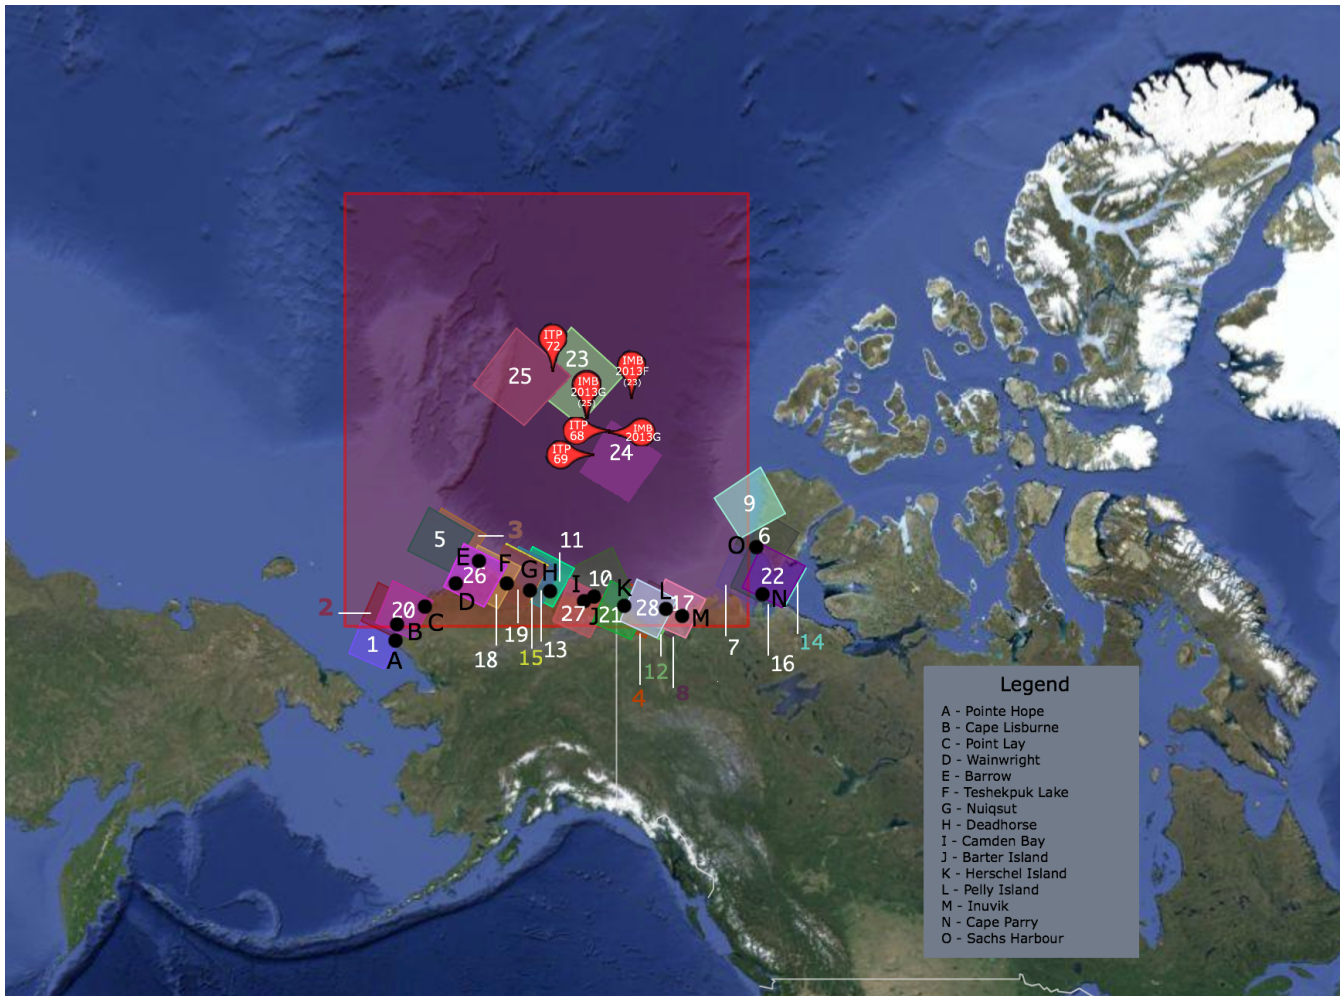 ITP
72
23
25
IMB
2013F
(23)
IMB
2013G
(25)
ITP
68
IMB
2013G
ITP
69
24
9
5
3
11
O
6
E
26
F
G
H
I
10
K
22
D
2
20
C
B
27
J
21
28
L
17
M
N
1
A
19
18
15
13
4
12
8
7
16
14
Legend
A - Pointe Hope
B - Cape Lisburne
C - Point Lay
D - Wainwright
E - Barrow
F - Teshekpuk Lake
G - Nuiqsut
H - Deadhorse
I - Camden Bay
J - Barter Island
K - Herschel Island
L - Pelly Island
M - Inuvik
N - Cape Parry
O - Sachs Harbour